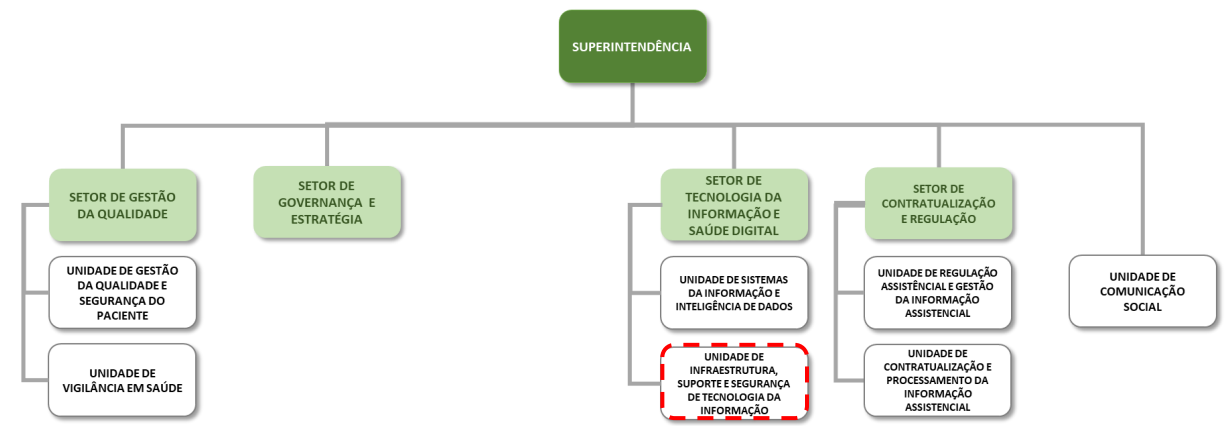 SUPERINTENDÊNCIA
SETOR DE GESTÃO
DA QUALIDADE
SETOR DE
GOVERNANÇA E
ESTRATÉGIA
SETOR DE
TECNOLOGIA DA
INFORMAÇÃO E
SAÚDE DIGITAL
SETOR DE
CONTRATUALIZAÇÃO
E REGULAÇÃO
UNIDADE DE GESTÃO
DA QUALIDADE E
SEGURANÇA DO
PACIENTE
UNIDADE DE SISTEMAS
DA INFORMAÇÃO E
INTELIGÊNCIA DE DADOS
UNIDADE DE REGULAÇÃO
ASSISTÊNCIAL E GESTÃO
DA INFORMAÇÃO
ASSISTENCIAL
UNIDADE DE
COMUNICAÇÃO
SOCIAL
UNIDADE DE
VIGILÂNCIA EM SAÚDE
UNIDADE DE
INFRAESTRUTURA,
SUPORTE E SEGURANÇA
DE TECNOLOGIA DA
INFORMAÇÃO
UNIDADE DE
CONTRATUALIZAÇÃO E
PROCESSAMENTO DA
INFORMAÇÃO
ASSISTENCIAL